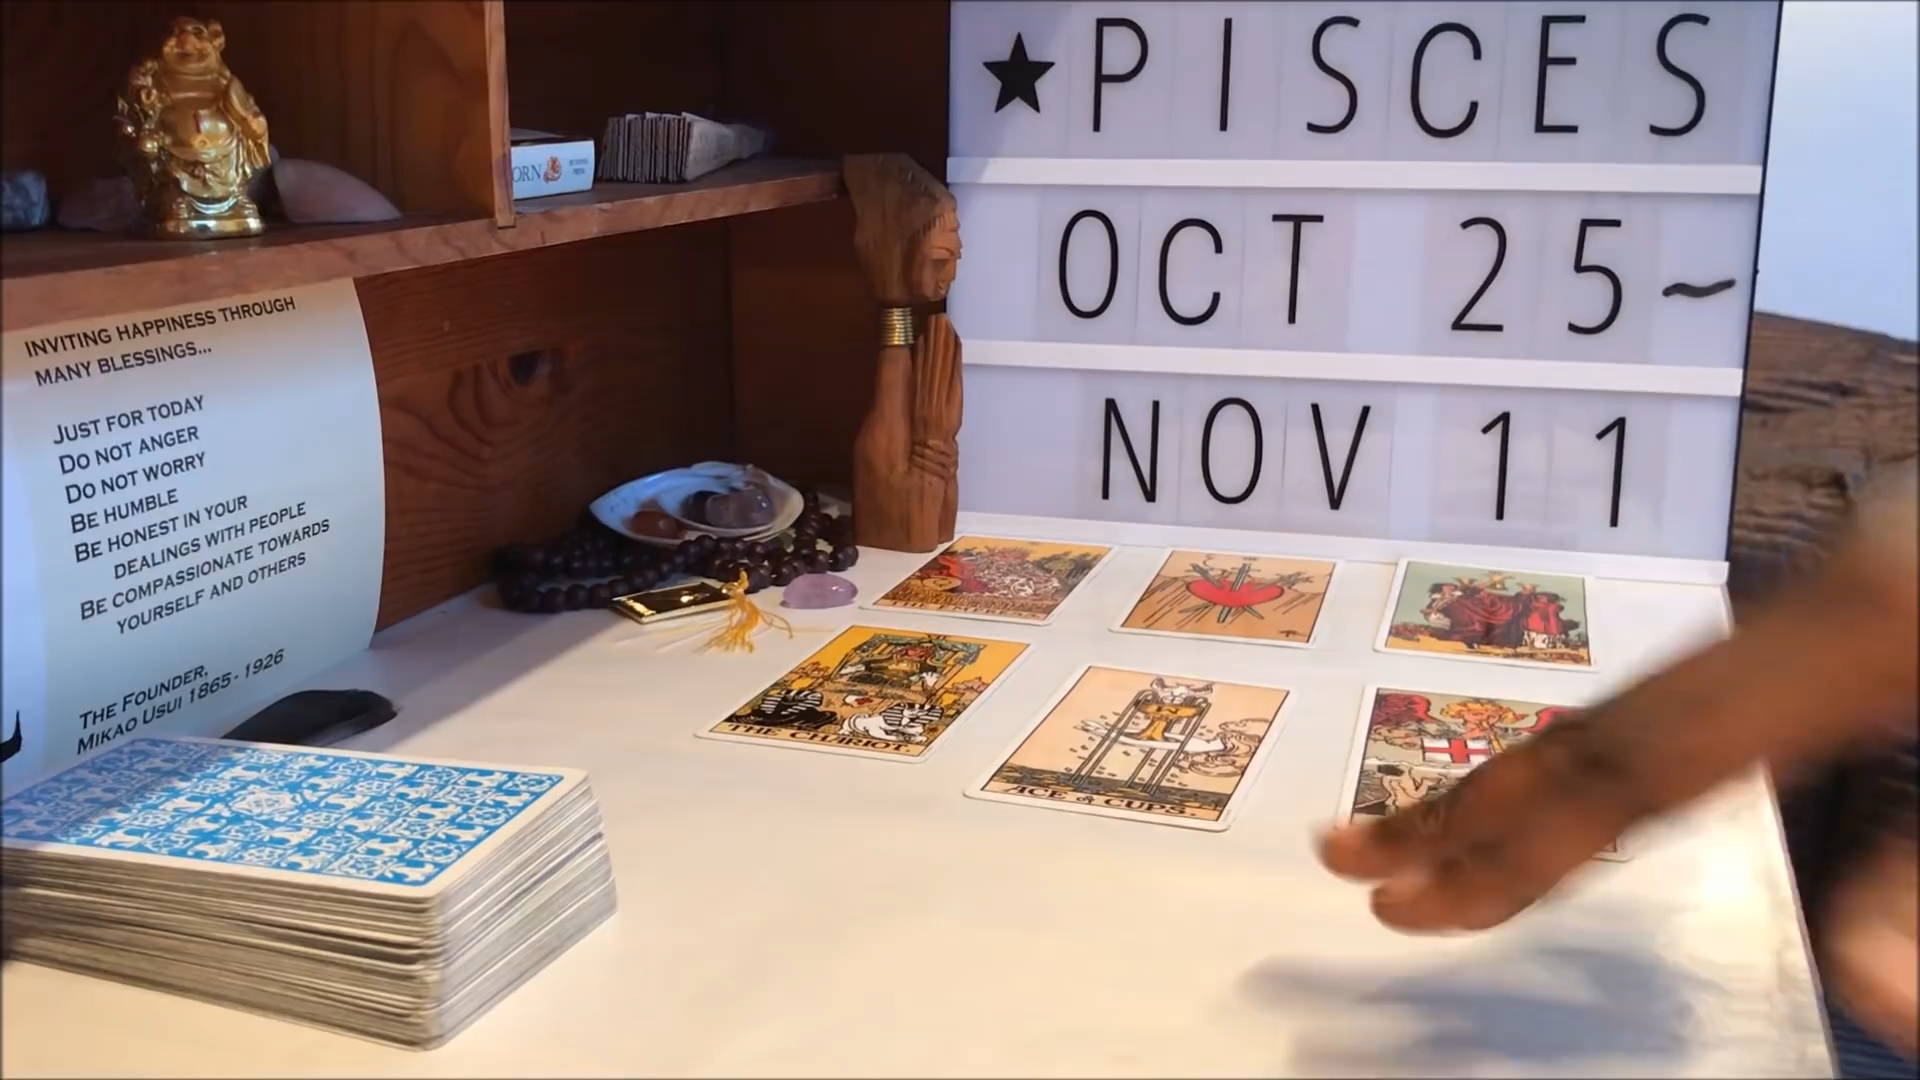 ★ PISCES
OCT 25~
NOV 11
ORN
INVITING HAPPINESS THROUGH
MANY BLESSINGS...
JUST FOR TODAY
DO NOT ANGER
DO NOT WORRY
BE HUMBLE
BE HONEST IN YOUR
DEALINGS WITH PEOPLE
BE COMPASSIONATE TOWARDS
YOURSELF AND OTHERS
THE FOUNDER,
MIKAO USUI 1865-1926
THE CHARIOT.
ACE of CUPS.